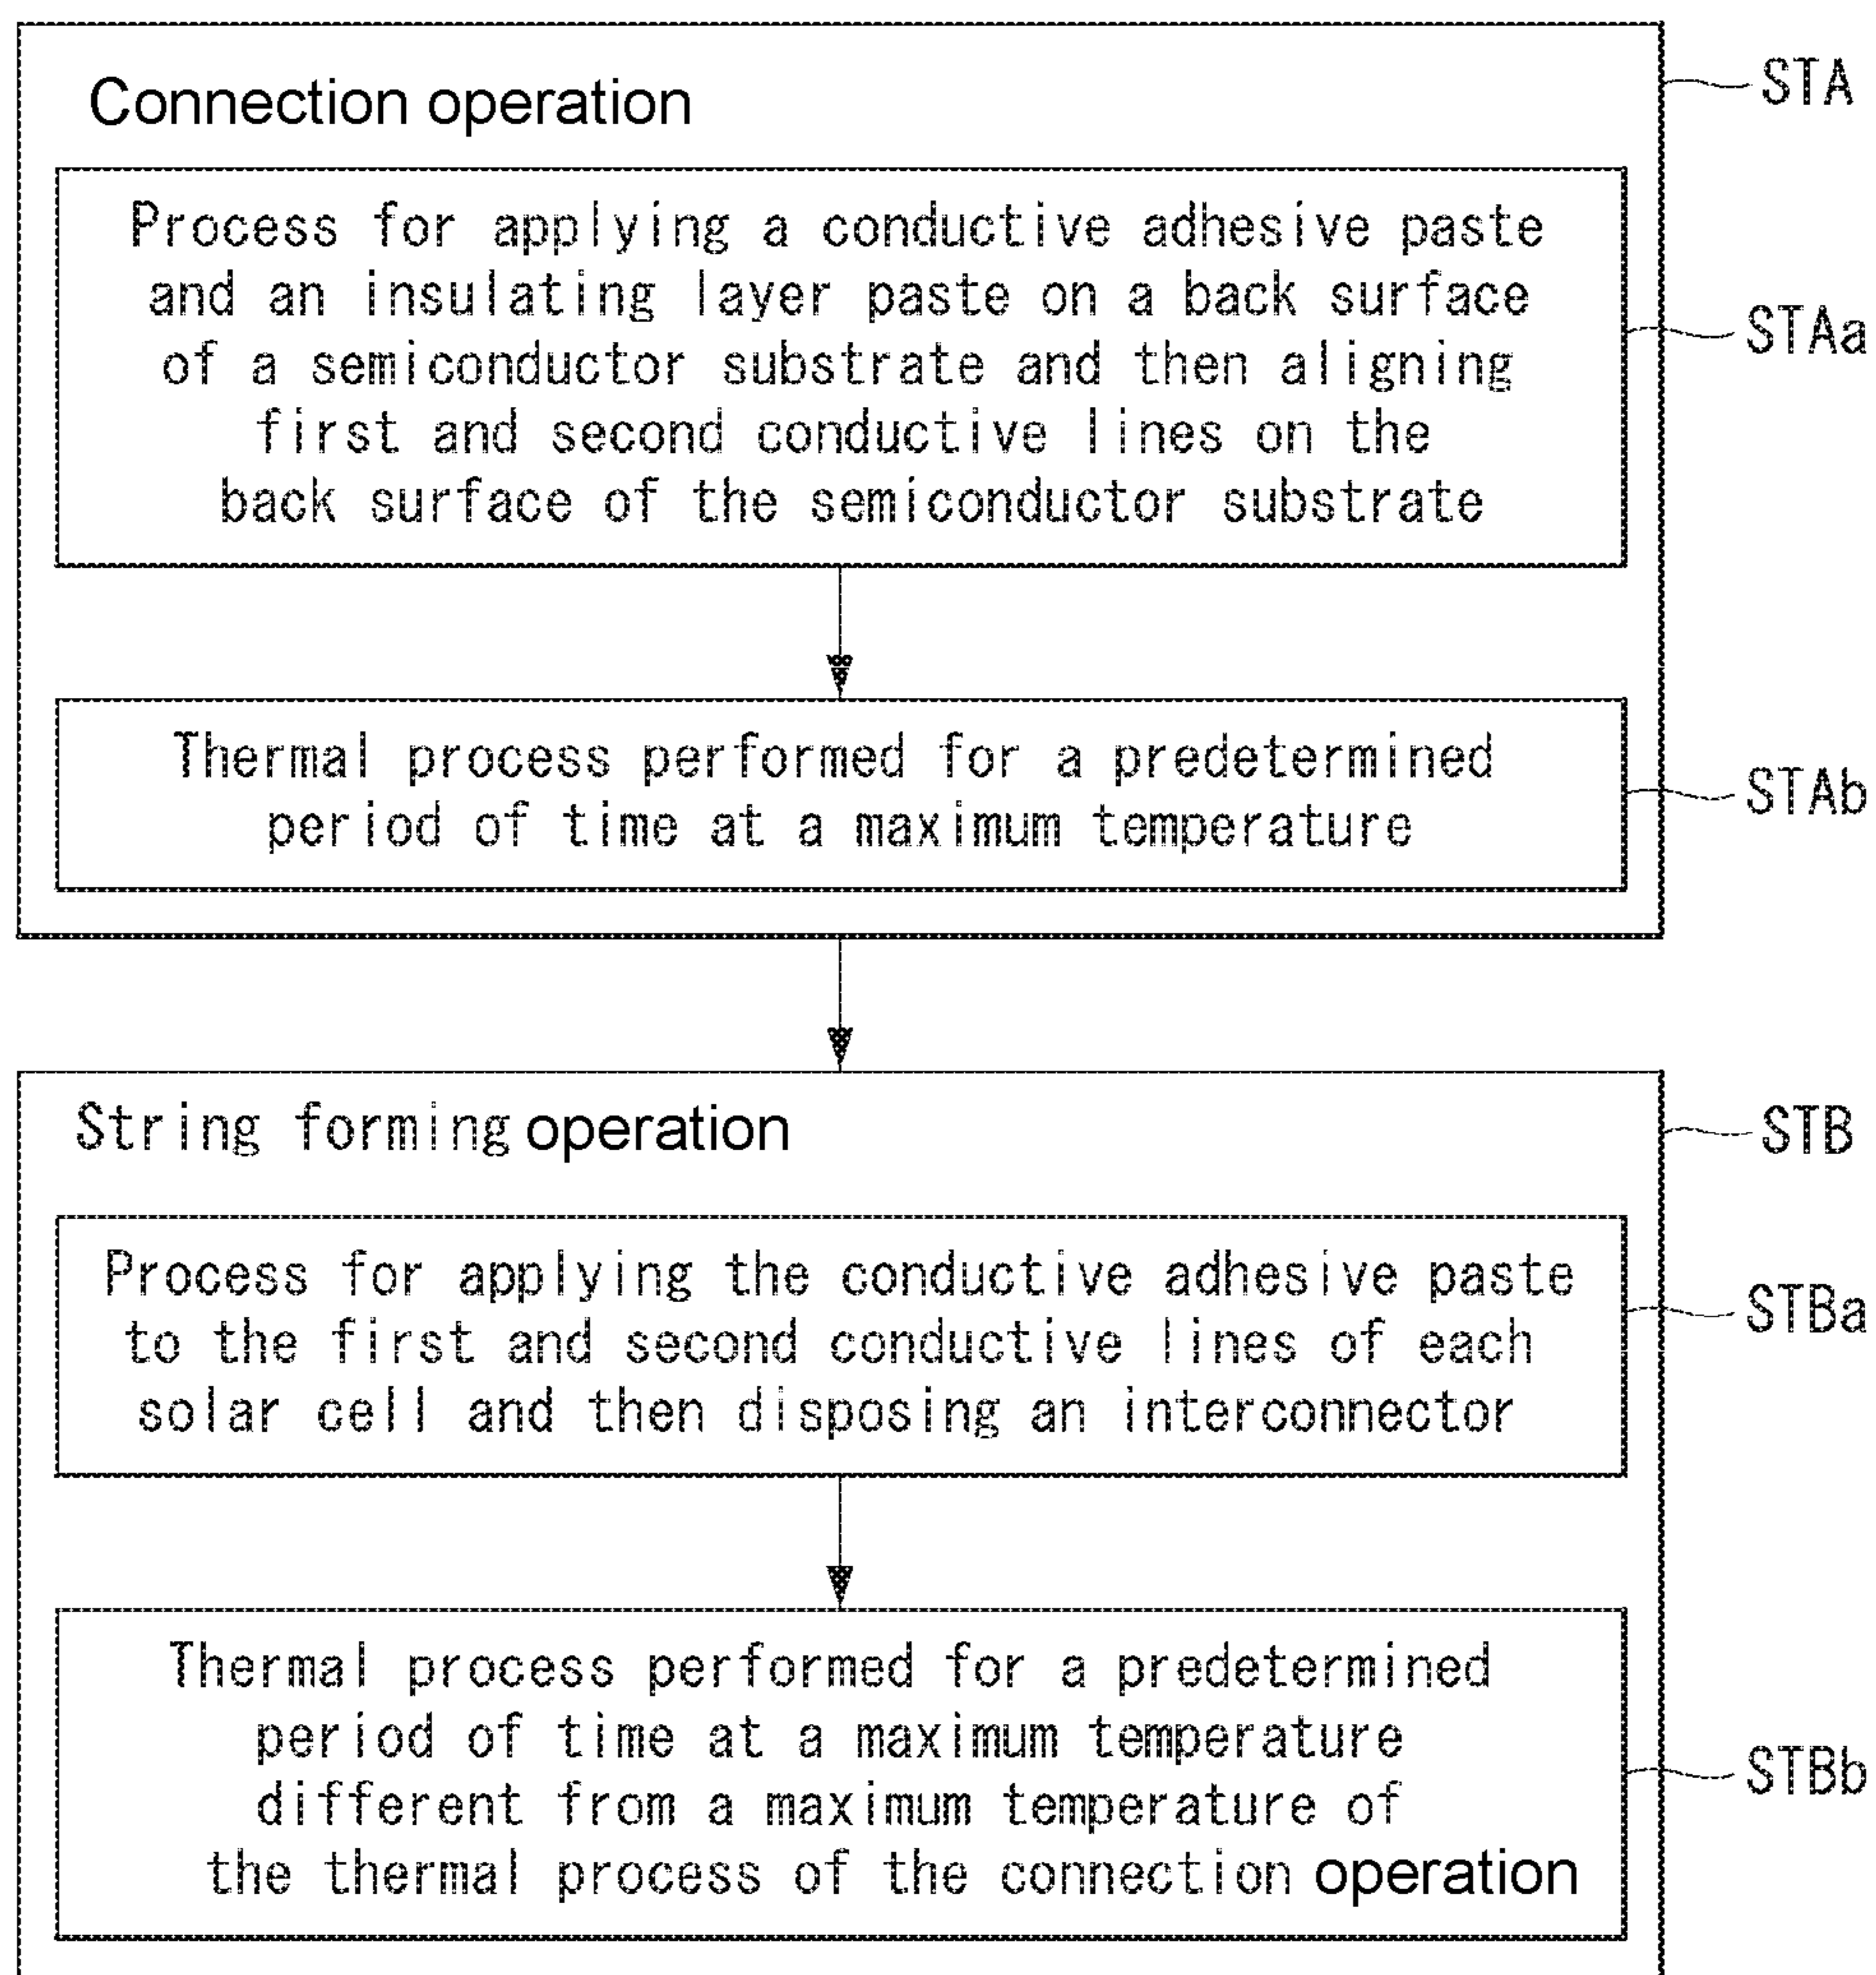 Connection operation
STA
Process for applying a conductive adhesive paste
and an insulating layer paste on a back surface
of a semiconductor substrate and then aligning
first and second conductive lines on the
back surface of the semiconductor substrate
STAa
Thermal process performed for a predetermined
period of time at a maximum temperature
STAb
String forming operation
STB
Process for applying the conductive adhesive paste
to the first and second conductive lines of each
solar cell and then disposing an interconnector
STBa
Thermal process performed for a predetermined
period of time at a maximum temperature
different from a maximum temperature of
the thermal process of the connection operation
STBb